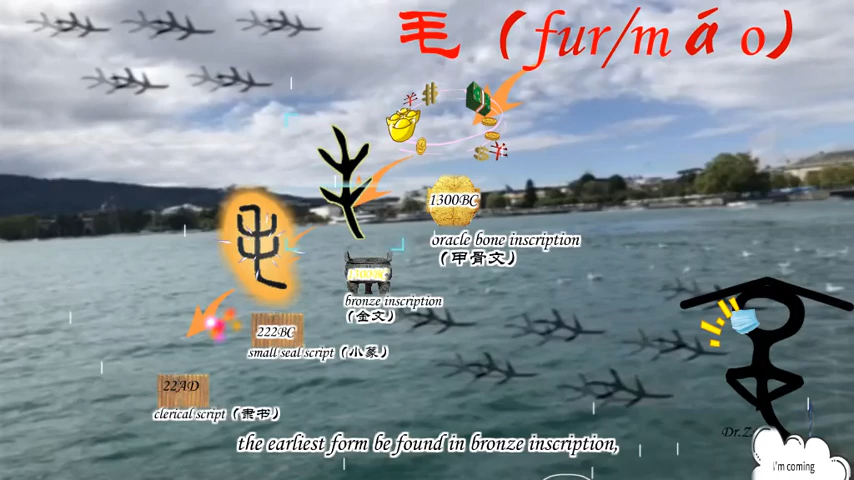 毛（fur/máo）
1300BC
oracle bone inscription
（甲骨文）
1300BC
bronze inscription
（金文）
222BC
small seal script（小篆）
22AD
clerical script（隶书）
the earliest form be found in bronze inscription,
Dr.Z
I'm coming